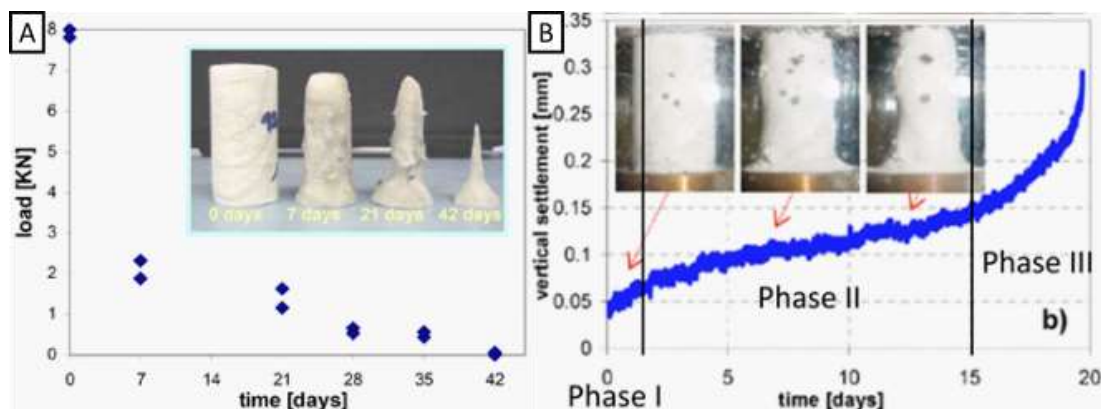 A
load [KN]
8
7
6
5
4
3
2
1
0
0 days 7 days 21 days 42 days
0 7 14 21 28 35 42
time [days]
B
vertical settlement [mm]
0.35
0.3
0.25
0.2
0.15
0.1
0.05
0
Phase III
Phase II
b)
0 5 10 15 20
Phase I
time [days]